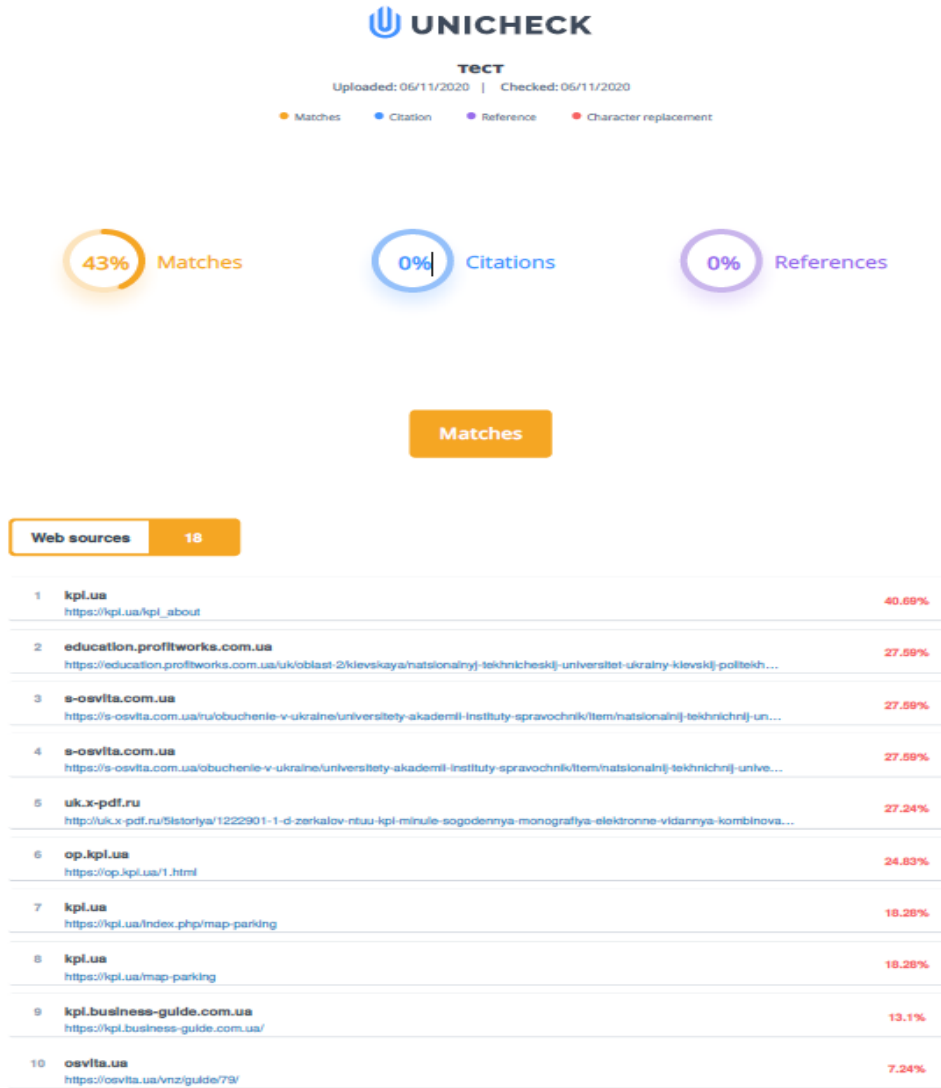 UNICHECK
тест
Uploaded: 06/11/2020 | Checked: 06/11/2020
Matches Citation Reference Character replacement
43% Matches 0% Citations 0% References
Matches
Web sources 18
1 kpi.ua 40.69%
https://kpi.ua/kpi_about
2 education.profitworks.com.ua 27.59%
https://education.profitworks.com.ua/uk/oblast-2/kievskaya/natsionalnyj-tekhnicheskij-universitet-ukrainy-kievskij-politekh...
3 s-osvita.com.ua 27.59%
https://s-osvita.com.ua/ru/obuchenie-v-ukraine/universitety-akademii-instituty-spravochnik/item/natsionalnij-tekhnichnij-un...
4 s-osvita.com.ua 27.59%
https://s-osvita.com.ua/obuchenie-v-ukraine/universitety-akademii-instituty-spravochnik/item/natsionalnij-tekhnichnij-unive...
5 uk.x-pdf.ru 27.24%
http://uk.x-pdf.ru/5istoriya/1222901-1-d-zerkalov-ntuu-kpi-minule-sogodennya-monografiya-elektronne-vidannya-kombinova...
6 op.kpi.ua 24.83%
https://op.kpi.ua/1.html
7 kpi.ua 18.28%
https://kpi.ua/index.php/map-parking
8 kpi.ua 18.28%
https://kpi.ua/map-parking
9 kpi.business-guide.com.ua 13.1%
https://kpi.business-guide.com.ua/
10 osvita.ua 7.24%
https://osvita.ua/vnz/guide/79/